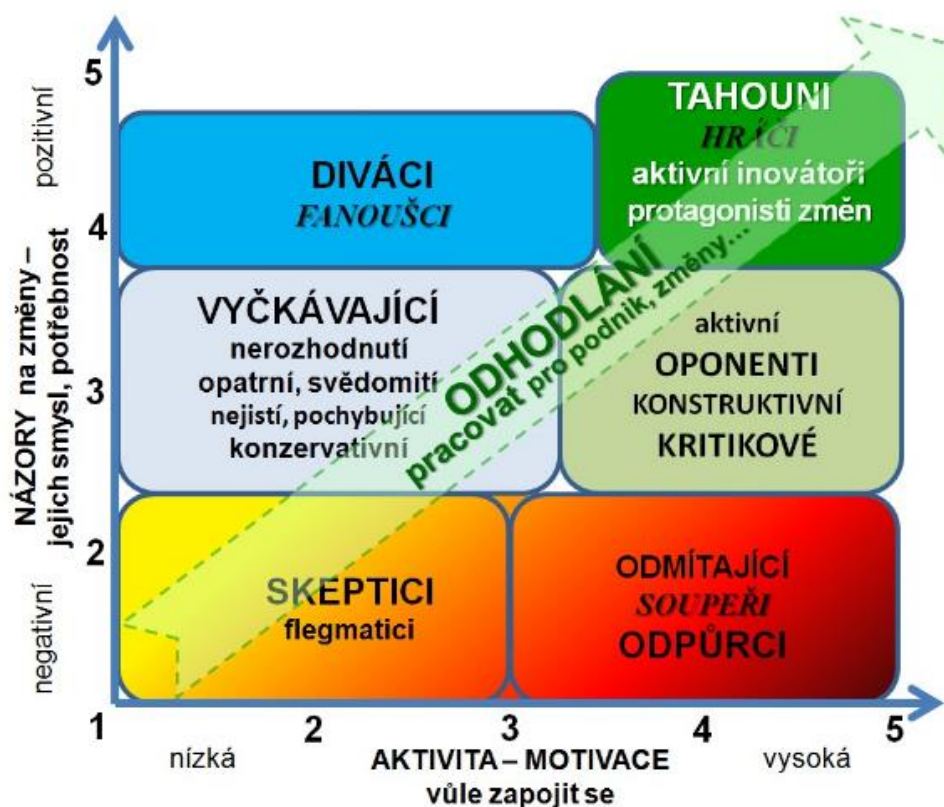 5
pozitivní
4
NÁZORY na změny –
jejich smysl, potřebnost
3
2
negativní
1
TAHOUNI
HRÁČI
aktivní inovátoři
protagonisti změn
DIVÁCI
FANOUŠCI
VYČKÁVAJÍCÍ
nerozhodnutí
opatrní, svědomití
nejistí, pochybující
konzervativní
ODHODLÁNÍ
pracovat pro podnik, změny...
aktivní
OPONENTI
KONSTRUKTIVNÍ
KRITIKOVÉ
SKEPTICI
flegmatici
ODMÍTAJÍCÍ
SOUPEŘI
ODPŮRCI
2
3
4
5
nízká
AKTIVITA – MOTIVACE
vysoká
vůle zapojit se